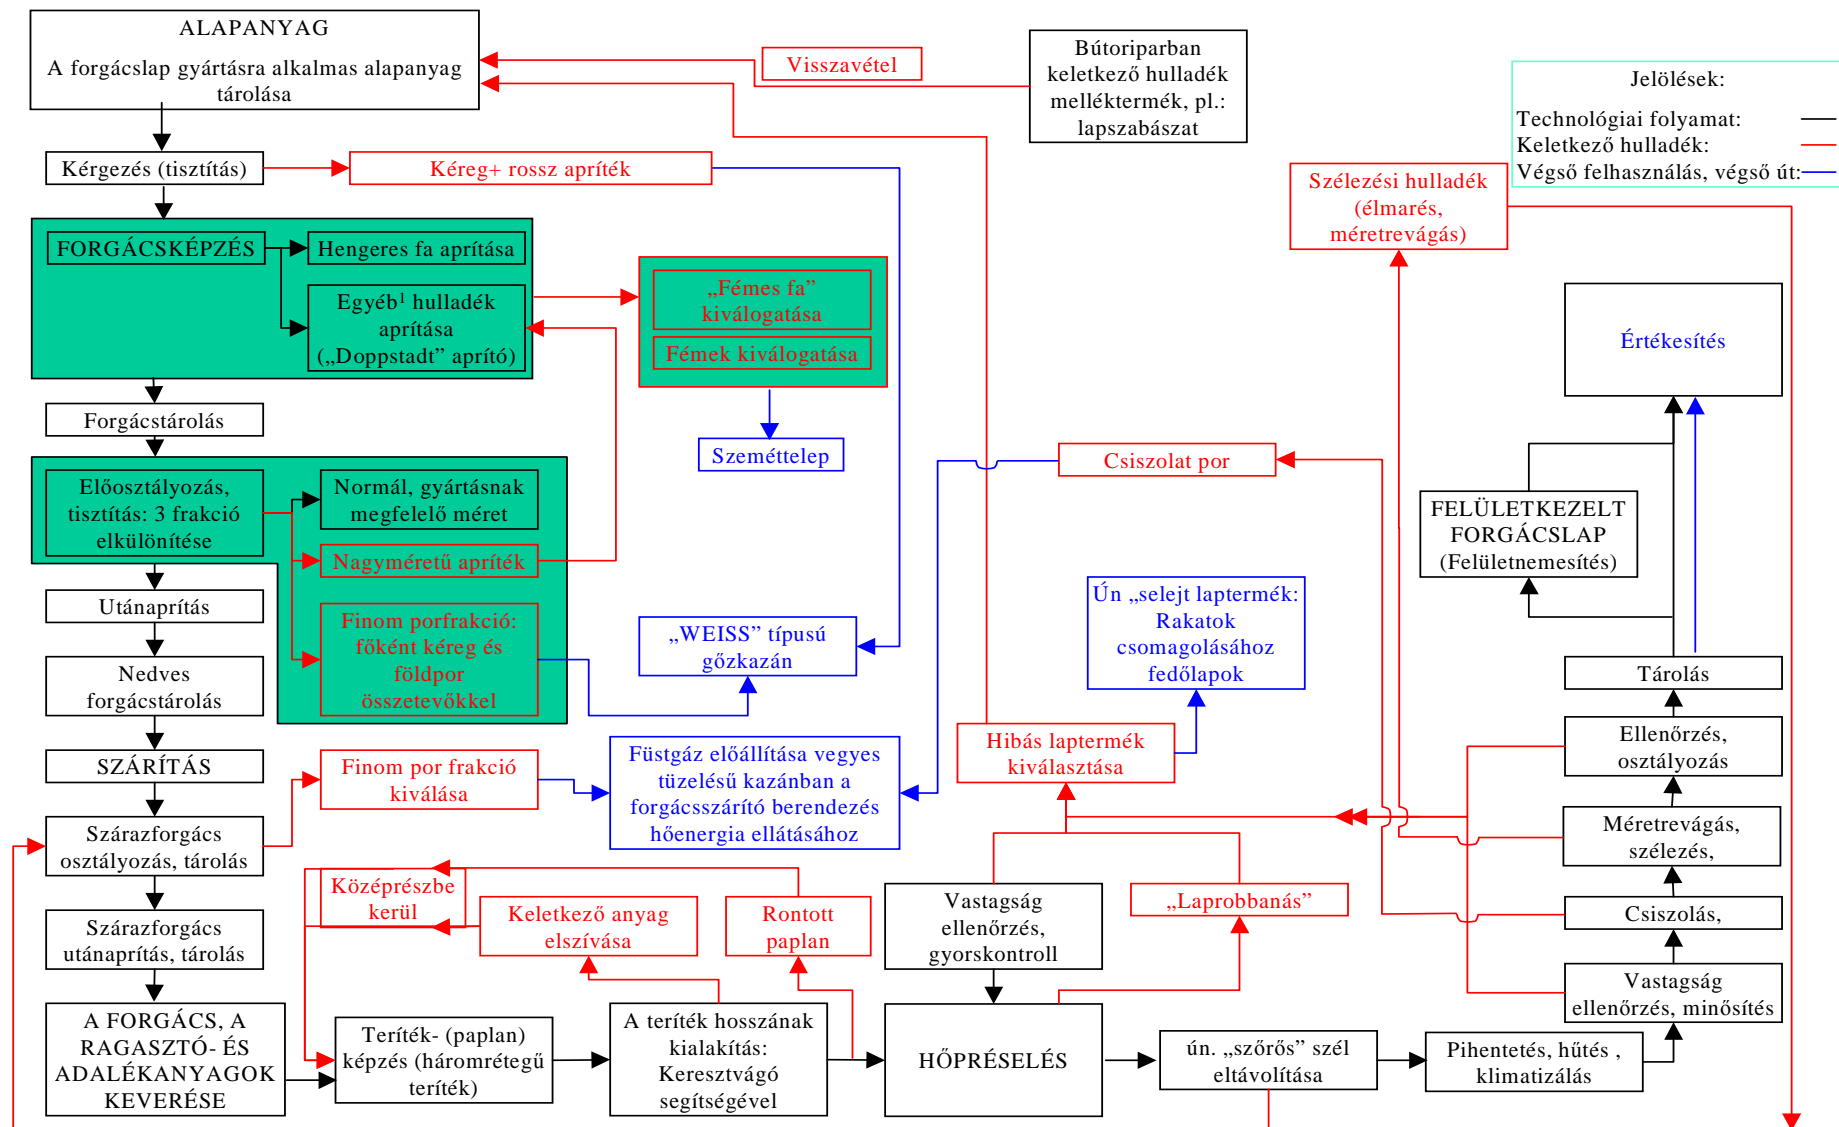 ALAPANYAG
A forgácslap gyártásra alkalmas alapanyag
tárolása
Visszavétel
Bútoriparban
keletkező hulladék
melléktermék, pl.:
lapszabászat
Jelölések:
Technológiai folyamat:
Keletkező hulladék:
Végső felhasználás, végső út:
Kérgezés (tisztítás)
Kéreg+ rossz apríték
Szélezési hulladék
(élmarés,
méretrevágás)
FORGÁCSKÉPZÉS
Hengeres fa aprítása
Egyéb¹ hulladék
aprítása
(„Doppstadt” aprító)
„Fémes fa”
kiválogatása
Fémek kiválogatása
Értékesítés
Forgácstárolás
Szeméttelep
Csiszolat por
Előosztályozás,
tisztítás: 3 frakció
elkülönítése
Normál, gyártásnak
megfelelő méret
Nagyméretű apríték
Finom porfrakció:
főként kéreg és
földpor
összetevőkkel
FELÜLETKEZELT
FORGÁCSLAP
(Felületnemesítés)
Utánaprítás
„WEISS” típusú
gőzkazán
Ún „selejt laptermék:
Rakatok
csomagolásához
fedőlapok
Nedves
forgácstárolás
Tárolás
SZÁRÍTÁS
Finom por frakció
kiválása
Füstgáz előállítása vegyes
tüzelésű kazánban a
forgácsszárító berendezés
hőenergia ellátásához
Hibás laptermék
kiválasztása
Ellenőrzés,
osztályozás
Szárazforgács
osztályozás, tárolás
Méretrevágás,
szélezés,
Középrészbe
kerül
Keletkező anyag
elszívása
Rontott
paplan
Vastagság
ellenőrzés,
gyorskontroll
„Laprobbanás”
Csiszolás,
Szárazforgács
utánaprítás, tárolás
Vastagság
ellenőrzés, minősítés
A FORGÁCS, A
RAGASZTÓ- ÉS
ADALÉKANYAGOK
KEVERÉSE
Teríték- (paplan)
képzés (háromrétegű
teríték)
A teríték hosszának
kialakítás:
Keresztvágó
segítségével
HŐPRÉSELÉS
ún. „szőrös” szél
eltávolítása
Pihentetés, hűtés ,
klimatizálás